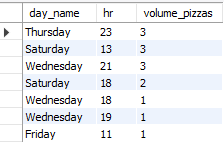 day_name hr volume_pizzas
Thursday 23 3
Saturday 13 3
Wednesday 21 3
Saturday 18 2
Wednesday 18 1
Wednesday 19 1
Friday 11 1